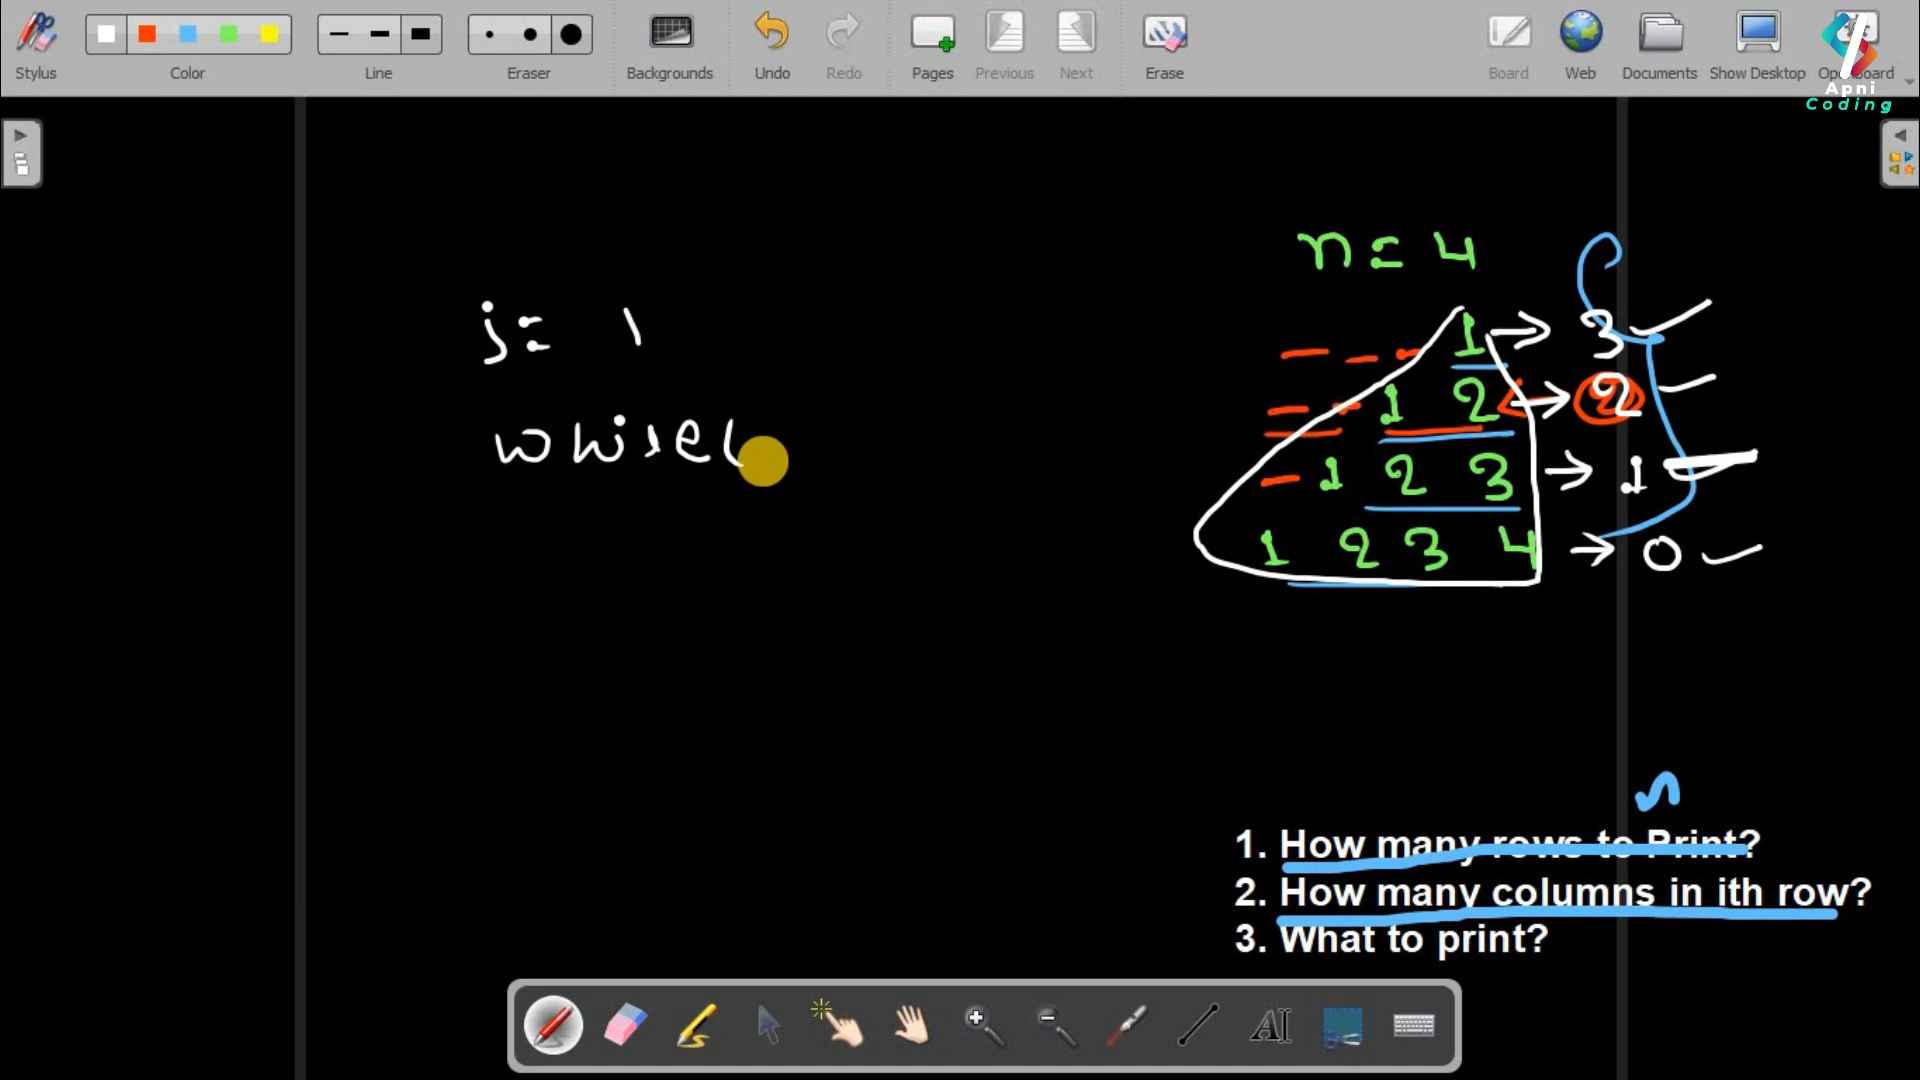 Stylus Color Line Eraser Backgrounds Undo Redo Pages Previous Next Erase Board Web Documents Show Desktop
Apni
Coding
n = 4
j = 1
1 → 3
1 2 → 2
1 2 3 → 1
1 2 3 4 → 0
while(
n
1. How many rows to Print?
2. How many columns in ith row?
3. What to print?
AI